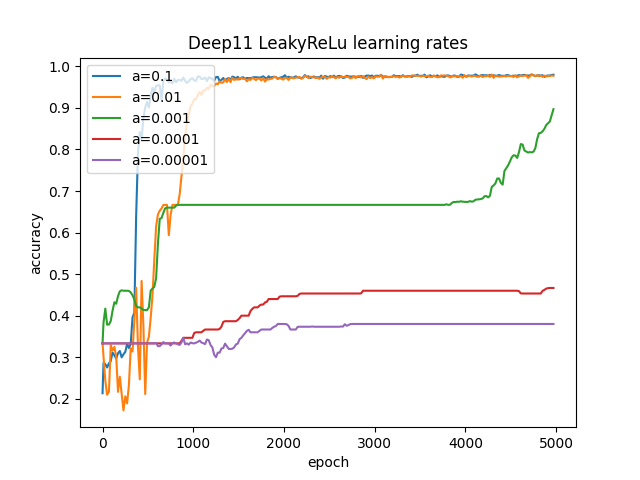 Deep11 LeakyReLu learning rates
1.0
0.9
0.8
0.7
0.6
0.5
0.4
0.3
0.2
accuracy
a=0.1
a=0.01
a=0.001
a=0.0001
a=0.00001
0 1000 2000 3000 4000 5000
epoch